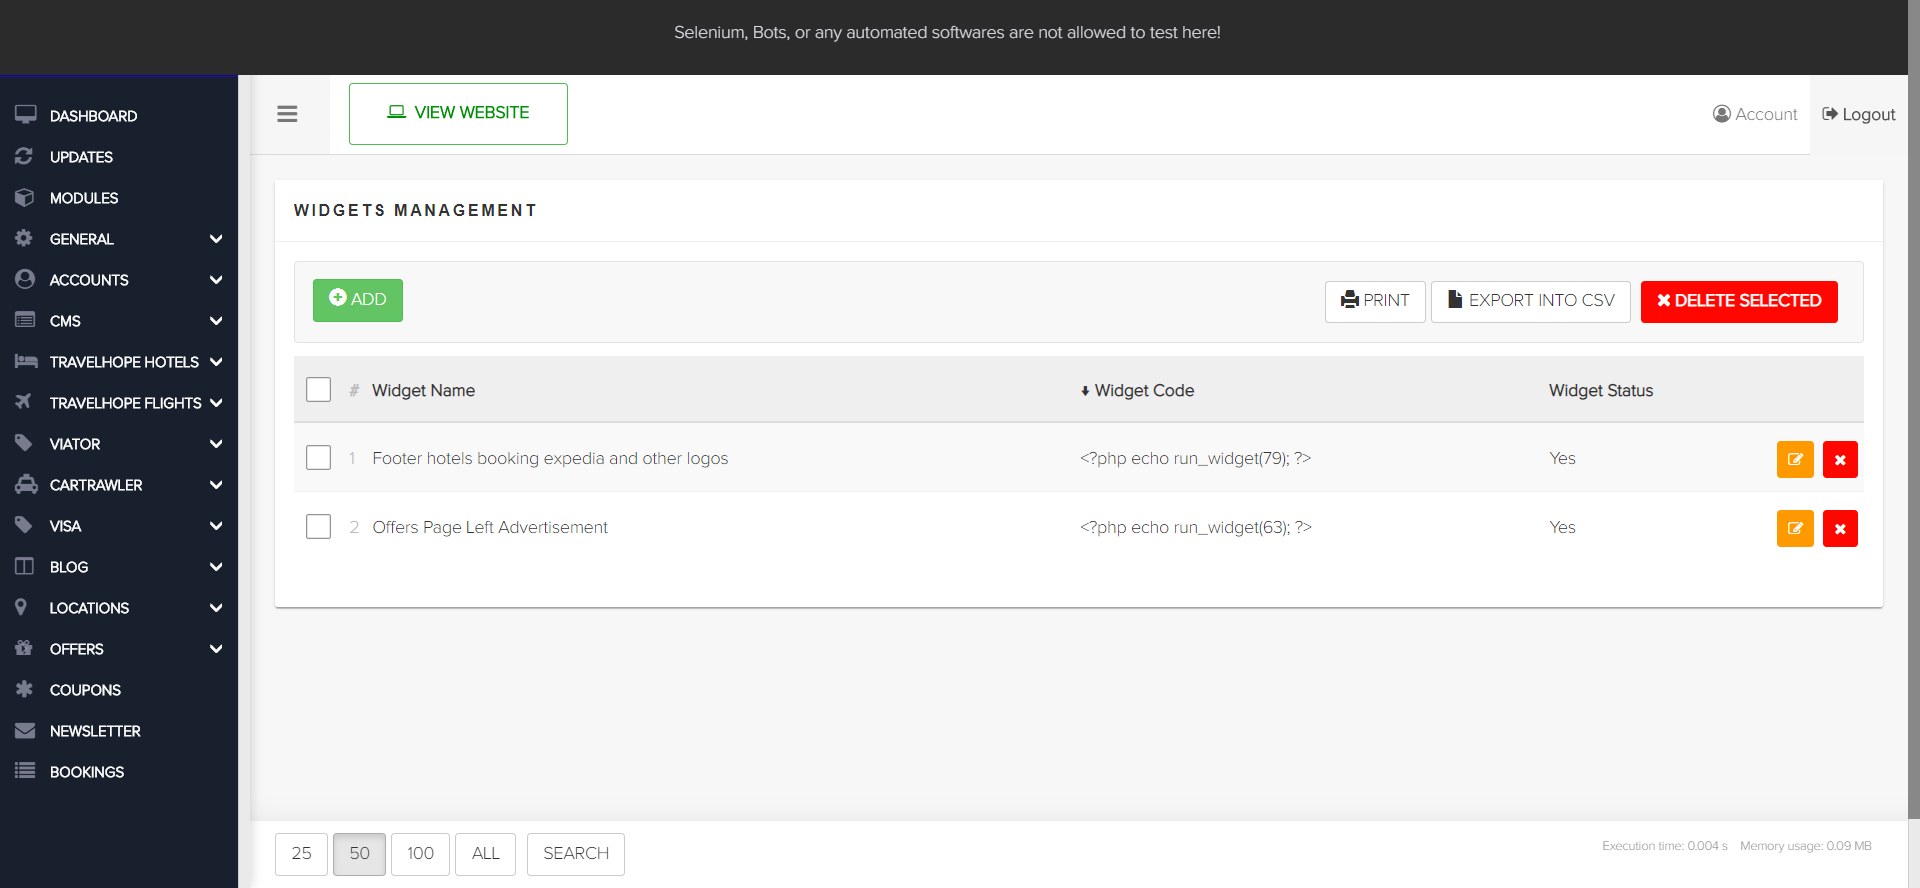 Selenium, Bots, or any automated softwares are not allowed to test here!
VIEW WEBSITE
Account
Logout
DASHBOARD
UPDATES
MODULES
GENERAL
ACCOUNTS
CMS
TRAVELHOPE HOTELS
TRAVELHOPE FLIGHTS
VIATOR
CARTRAWLER
VISA
BLOG
LOCATIONS
OFFERS
COUPONS
NEWSLETTER
BOOKINGS
WIDGETS MANAGEMENT
ADD
PRINT
EXPORT INTO CSV
DELETE SELECTED
# Widget Name Widget Code Widget Status
1 Footer hotels booking expedia and other logos <?php echo run_widget(79); ?> Yes
2 Offers Page Left Advertisement <?php echo run_widget(63); ?> Yes
25 50 100 ALL SEARCH
Execution time: 0.004 s Memory usage: 0.09 MB